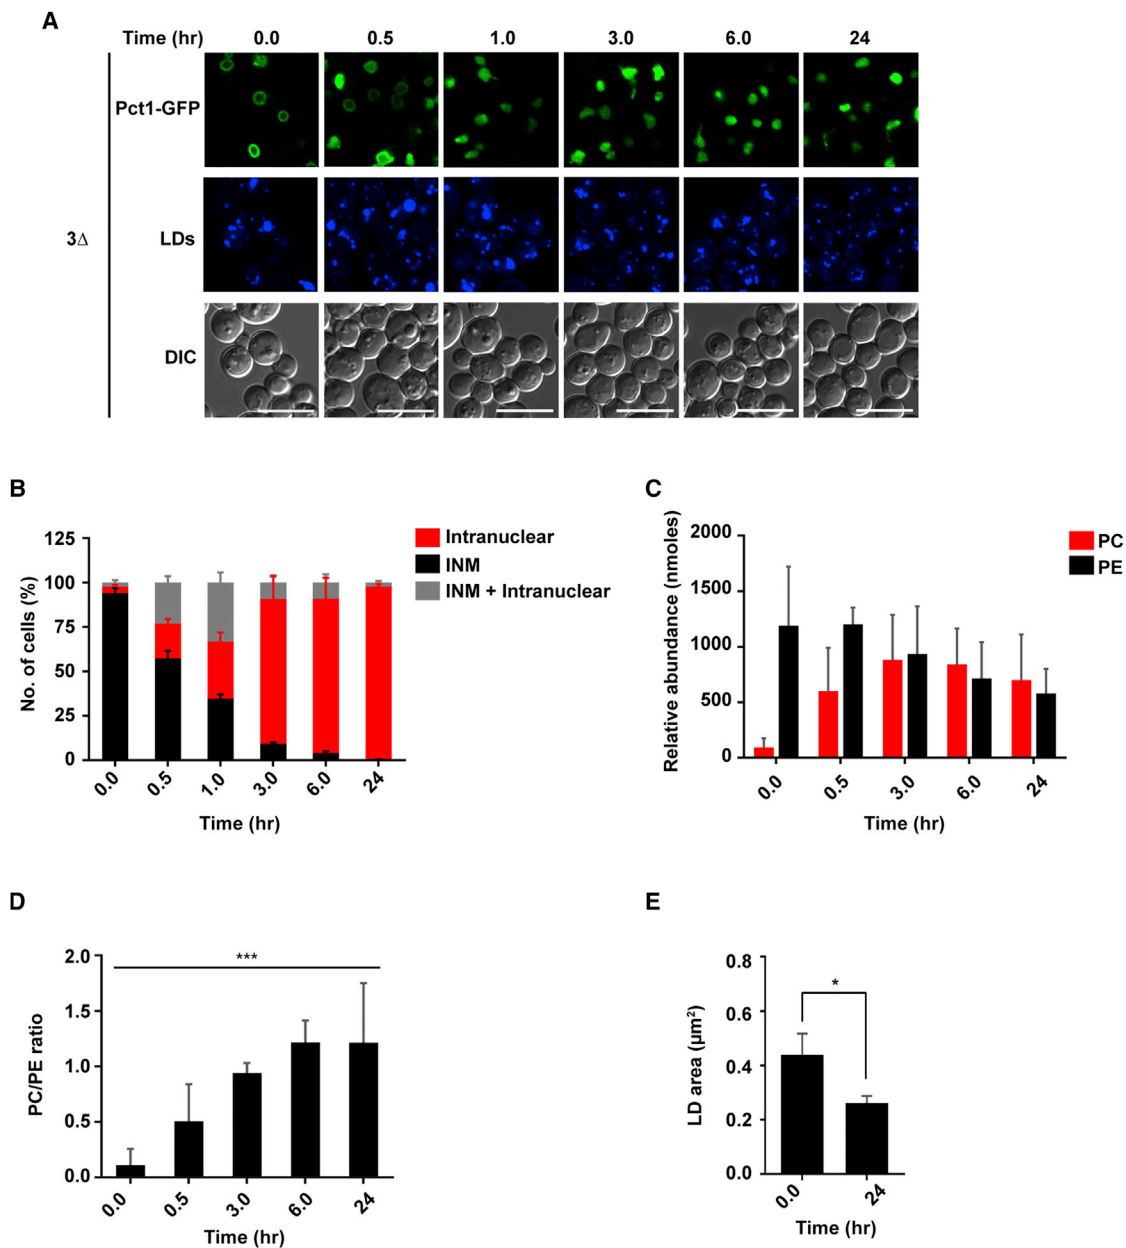 A
Time (hr) 0.0 0.5 1.0 3.0 6.0 24
Pct1-GFP
3Δ
LDs
DIC
B
125
100
75
50
25
0
No. of cells (%)
0.0 0.5 1.0 3.0 6.0 24
Time (hr)
Intranuclear
INM
INM + Intranuclear
C
2000
1500
1000
500
0
Relative abundance (nmoles)
0.0 0.5 3.0 6.0 24
Time (hr)
PC
PE
D
2.0
1.5
1.0
0.5
0.0
PC/PE ratio
***
0.0 0.5 3.0 6.0 24
Time (hr)
E
0.8
0.6
0.4
0.2
0.0
LD area (µm²)
*
0.0 24
Time (hr)